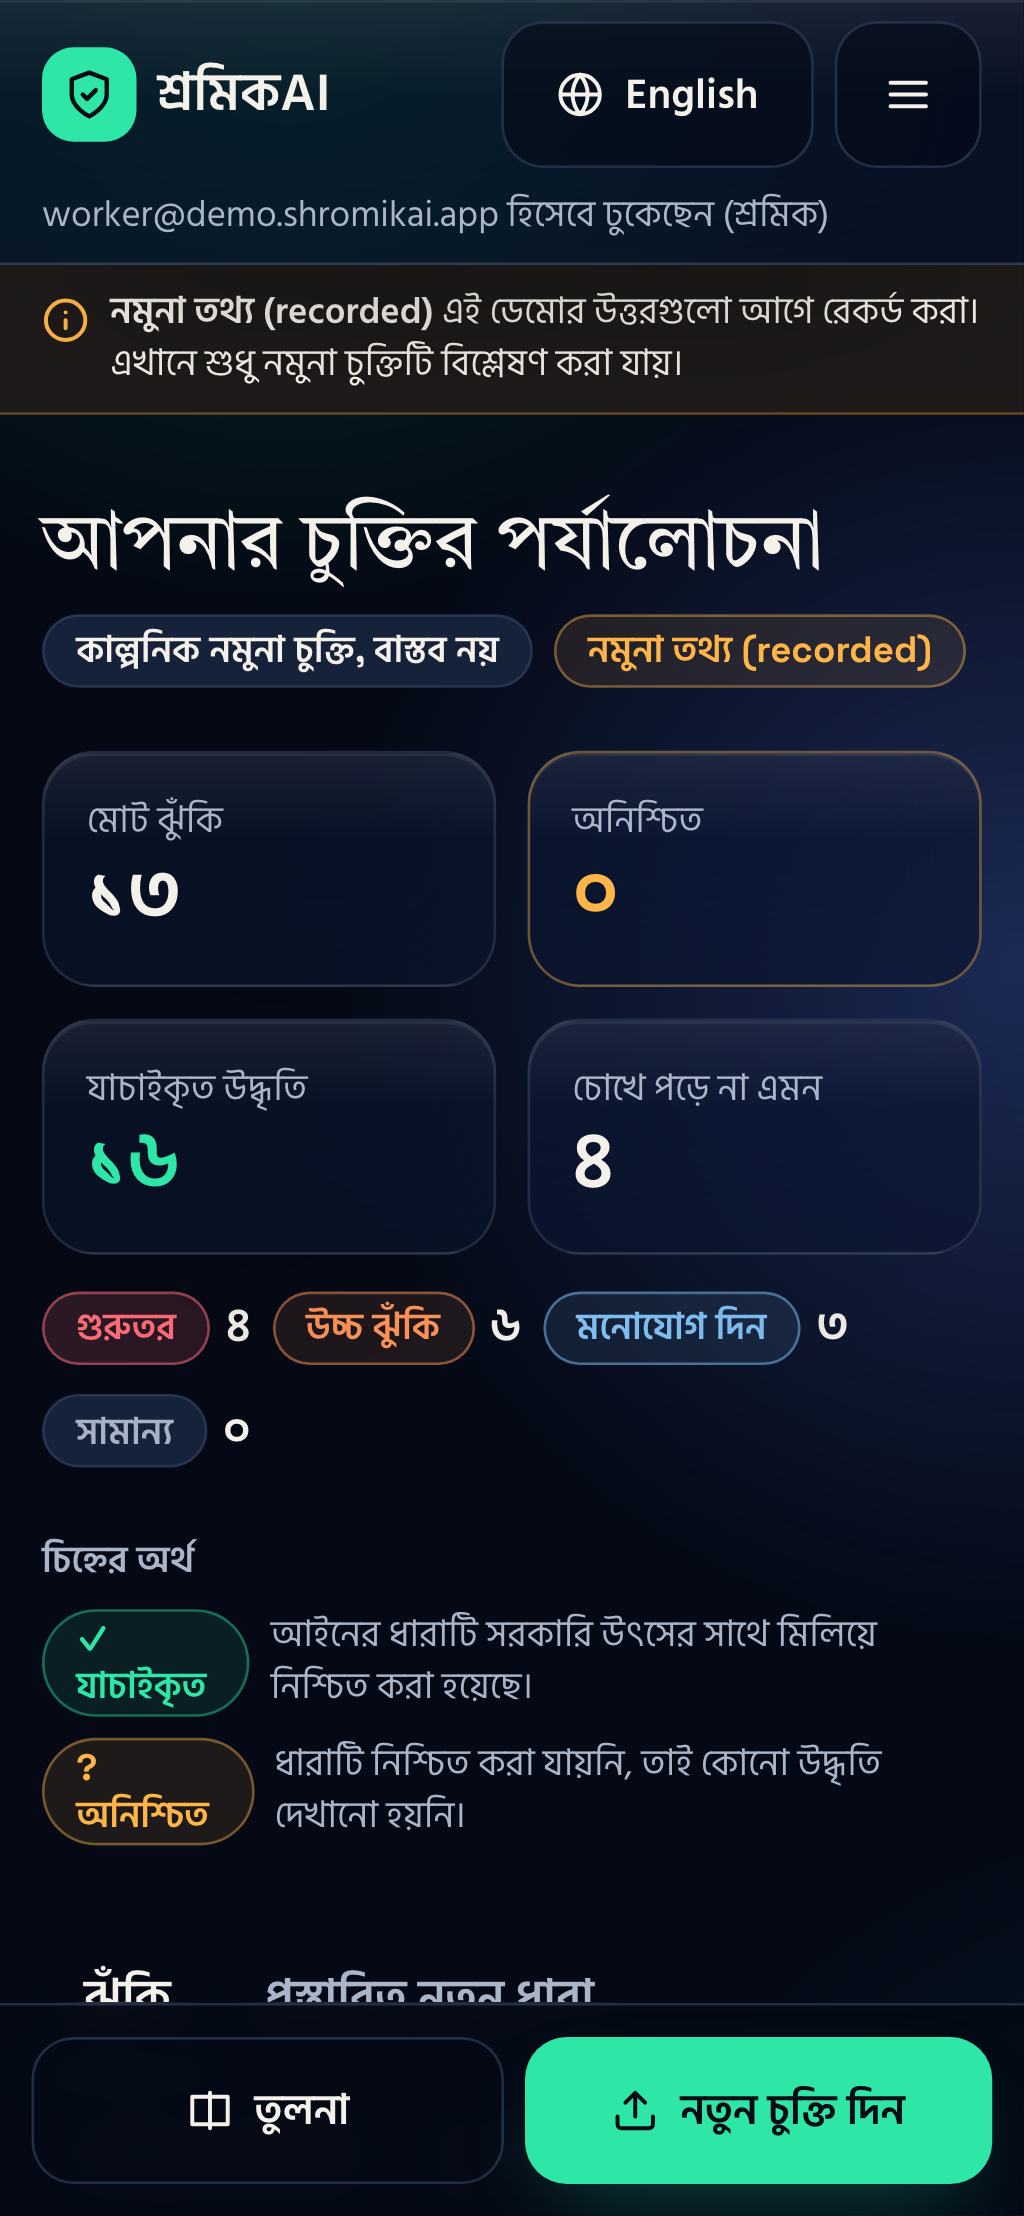 শ্রমিকAI
English
worker@demo.shromikai.app হিসেবে ঢুকেছেন (শ্রমিক)
নমুনা তথ্য (recorded) এই ডেমোর উত্তরগুলো আগে রেকর্ড করা।
এখানে শুধু নমুনা চুক্তিটি বিশ্লেষণ করা যায়।
আপনার চুক্তির পর্যালোচনা
কাল্পনিক নমুনা চুক্তি, বাস্তব নয়
নমুনা তথ্য (recorded)
মোট ঝুঁকি
১৩
অনিশ্চিত
০
যাচাইকৃত উদ্ধৃতি
১৬
চোখে পড়ে না এমন
৪
গুরুতর ৪ উচ্চ ঝুঁকি ৬ মনোযোগ দিন ৩
সামান্য ০
চিহ্নের অর্থ
✓ যাচাইকৃত
আইনের ধারাটি সরকারি উৎসের সাথে মিলিয়ে
নিশ্চিত করা হয়েছে।
? অনিশ্চিত
ধারাটি নিশ্চিত করা যায়নি, তাই কোনো উদ্ধৃতি
দেখানো হয়নি।
ঝুঁকি প্রস্তাবিত নতুন ধারা
তুলনা
নতুন চুক্তি দিন